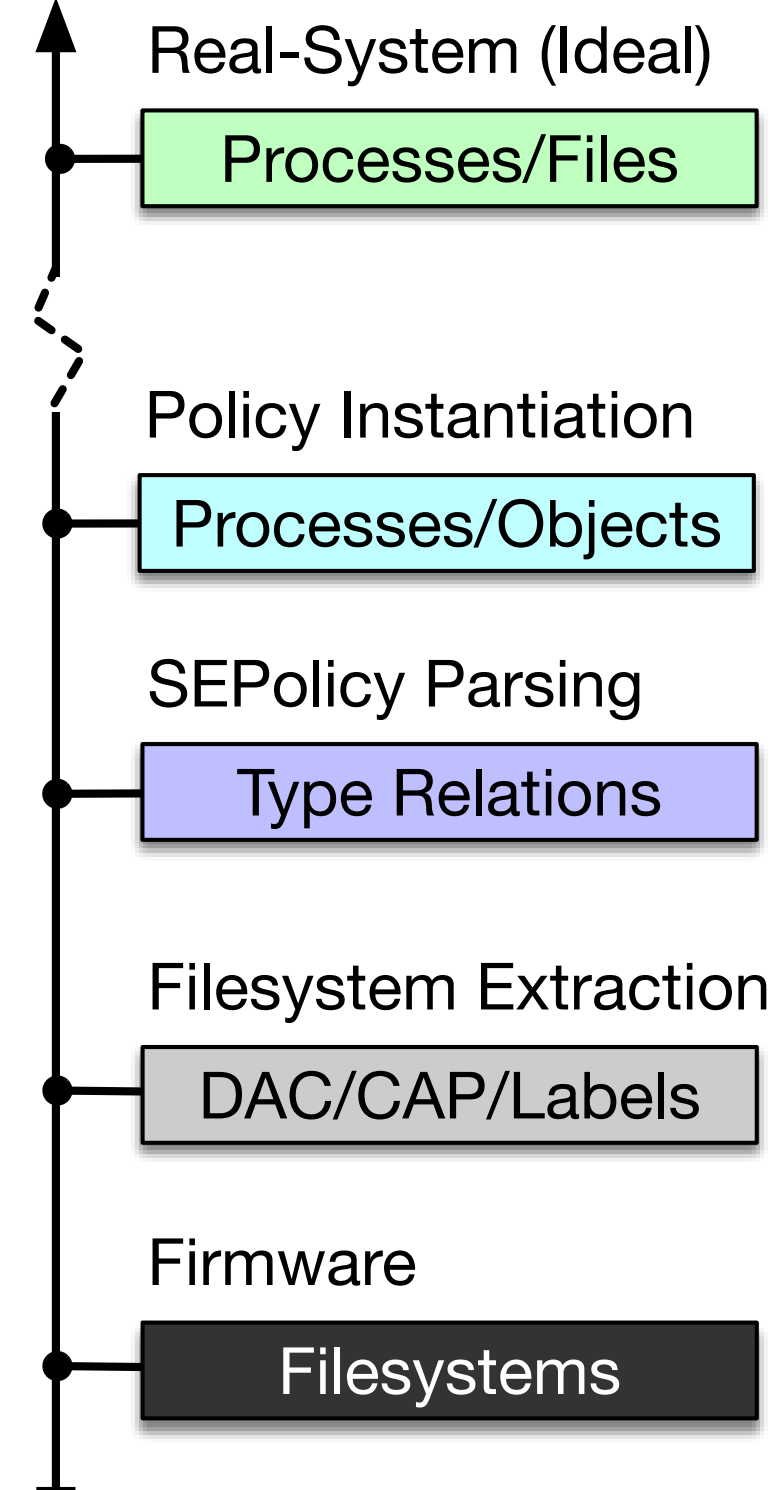 Real-System (Ideal)
Processes/Files
Policy Instantiation
Processes/Objects
SEPolicy Parsing
Type Relations
Filesystem Extraction
DAC/CAP/Labels
Firmware
Filesystems